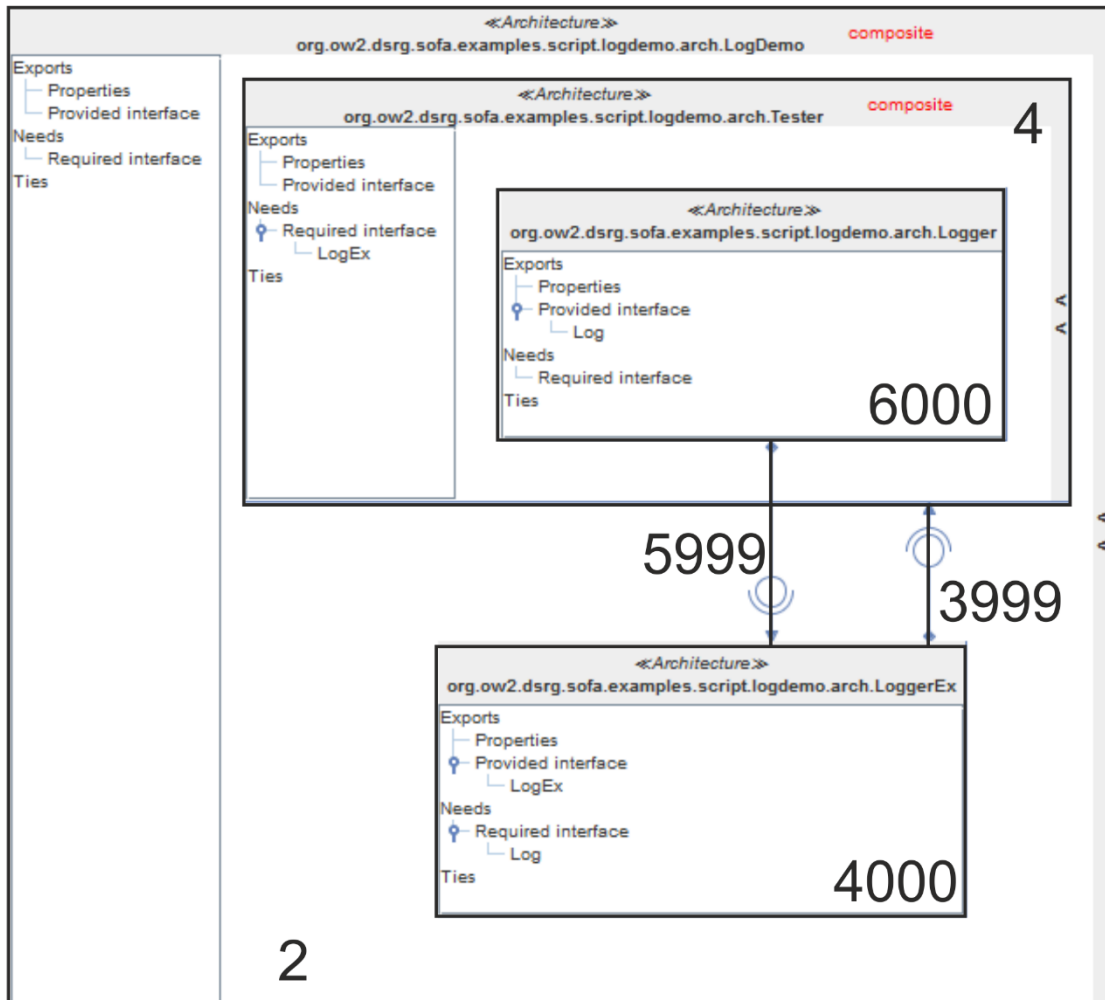 ≪Architecture≫
org.ow2.dsrg.sofa.examples.script.logdemo.arch.LogDemo
composite
Exports
Properties
Provided interface
Needs
Required interface
Ties
≪Architecture≫
org.ow2.dsrg.sofa.examples.script.logdemo.arch.Tester
composite
4
Exports
Properties
Provided interface
Needs
Required interface
LogEx
Ties
≪Architecture≫
org.ow2.dsrg.sofa.examples.script.logdemo.arch.Logger
Exports
Properties
Provided interface
Log
Needs
Required interface
Ties
6000
<
<
<
<
5999
3999
≪Architecture≫
org.ow2.dsrg.sofa.examples.script.logdemo.arch.LoggerEx
Exports
Properties
Provided interface
LogEx
Needs
Required interface
Log
Ties
4000
2